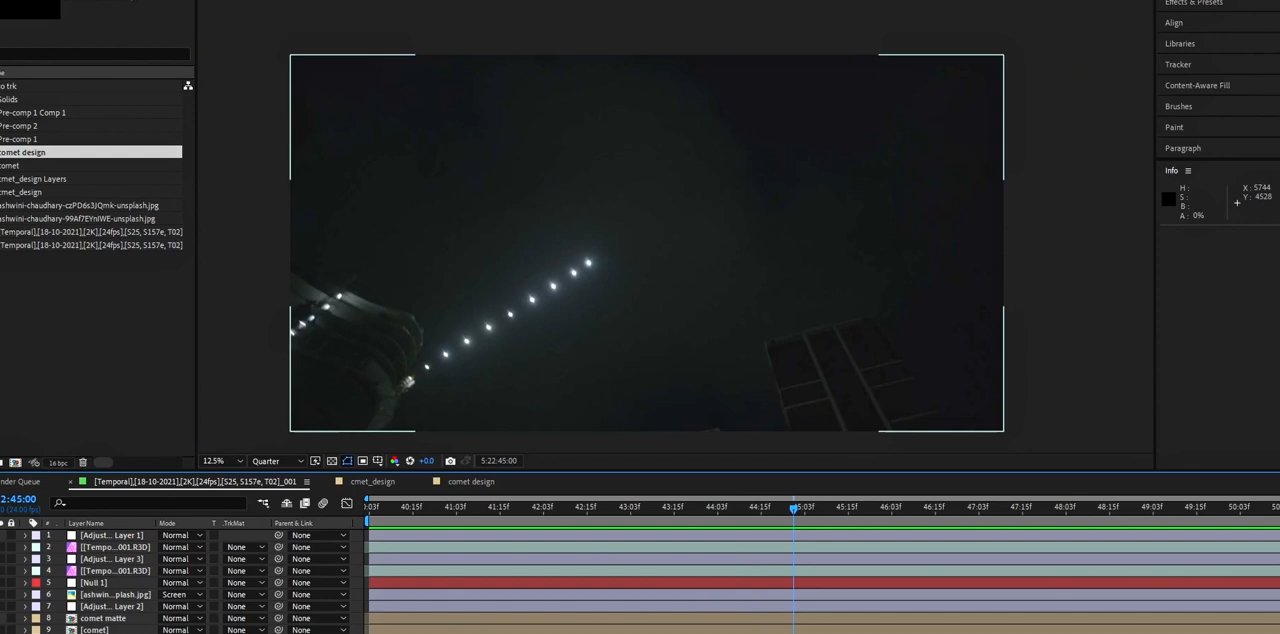 Effects & Presets
Align
Libraries
Tracker
Content-Aware Fill
Brushes
Paint
Paragraph
Info
H:
S:
B:
A: 0%
X: 5744
Y: 4528
o trk
Solids
Pre-comp 1 Comp 1
Pre-comp 2
Pre-comp 1
comet design
comet
cmet_design Layers
cmet_design
ashwini-chaudhary-czPD6s3JQmk-unsplash.jpg
ashwini-chaudhary-99Af7EYnIWE-unsplash.jpg
[Temporal],[18-10-2021],[2K],[24fps],[S25, S157e, T02]
[Temporal],[18-10-2021],[2K],[24fps],[S25, S157e, T02]
16 bpc
12.5% Quarter +0.0 5:22:45:00
nder Queue × [Temporal],[18-10-2021],[2K],[24fps],[S25, S157e, T02]_001 cmet_design comet design
2:45:00
(24.00 fps)
:03f 40:15f 41:03f 41:15f 42:03f 42:15f 43:03f 43:15f 44:03f 44:15f 45:03f 45:15f 46:03f 46:15f 47:03f 47:15f 48:03f 48:15f 49:03f 49:15f 50:03f 50
# Layer Name Mode T .TrkMat Parent & Link
1 [Adjust... Layer 1] Normal None
2 [[Tempo...001.R3D] Normal None None
3 [Adjust... Layer 3] Normal None None
4 [[Tempo...001.R3D] Normal None None
5 [Null 1] Normal None None
6 [ashwin...plash.jpg] Screen None None
7 [Adjust... Layer 2] Normal None None
8 comet matte Normal None None
9 [comet] Normal None None